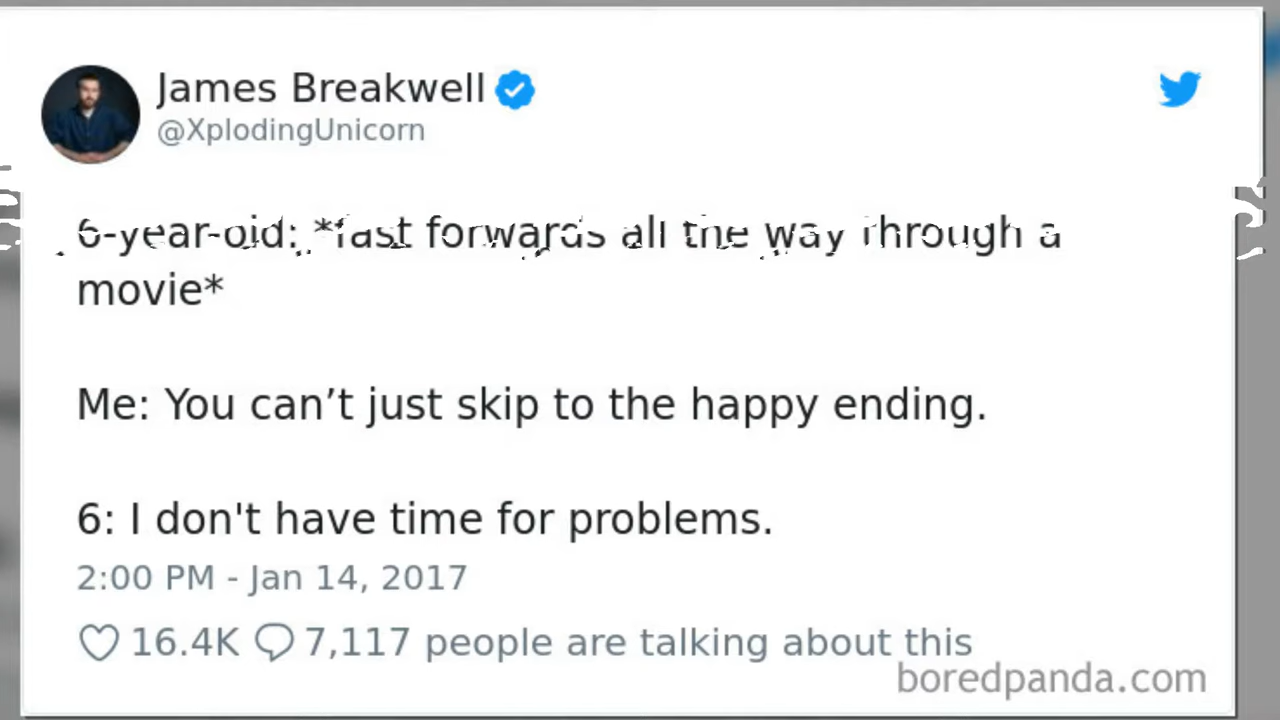 James Breakwell
@XplodingUnicorn
6-year-old: *fast forwards all the way through a
movie*
Me: You can’t just skip to the happy ending.
6: I don't have time for problems.
2:00 PM - Jan 14, 2017
16.4K 7,117 people are talking about this
boredpanda.com